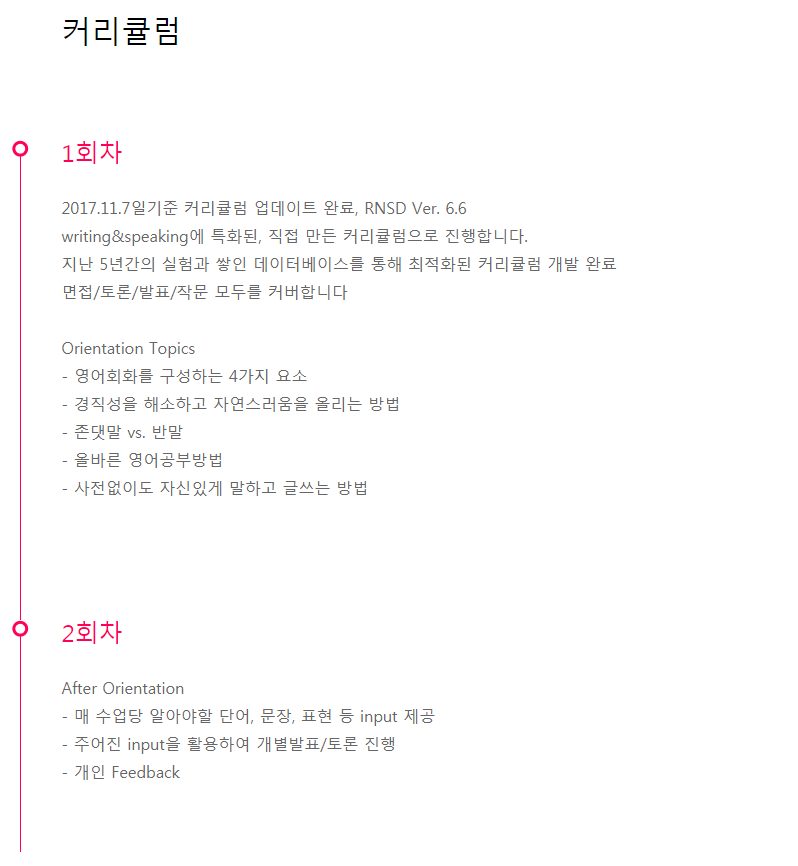 커리큘럼
1회차
2017.11.7일기준 커리큘럼 업데이트 완료, RNSD Ver. 6.6
writing&speaking에 특화된, 직접 만든 커리큘럼으로 진행합니다.
지난 5년간의 실험과 쌓인 데이터베이스를 통해 최적화된 커리큘럼 개발 완료
면접/토론/발표/작문 모두를 커버합니다
Orientation Topics
- 영어회화를 구성하는 4가지 요소
- 경직성을 해소하고 자연스러움을 올리는 방법
- 존댓말 vs. 반말
- 올바른 영어공부방법
- 사전없이도 자신있게 말하고 글쓰는 방법
2회차
After Orientation
- 매 수업당 알아야할 단어, 문장, 표현 등 input 제공
- 주어진 input을 활용하여 개별발표/토론 진행
- 개인 Feedback